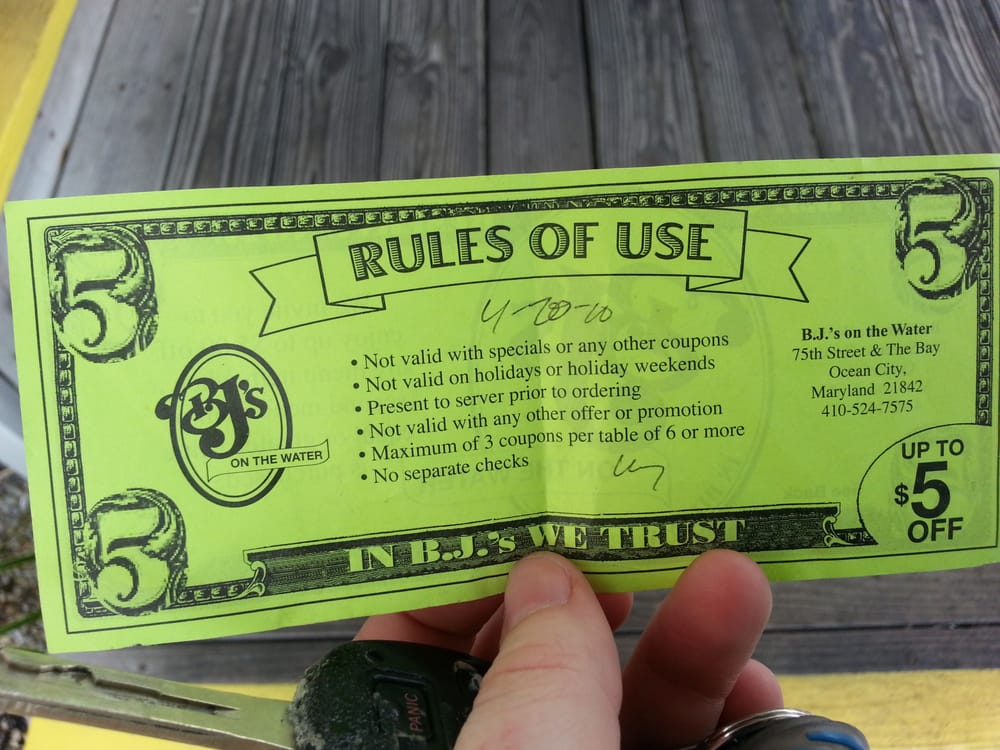 5
5
RULES OF USE
4-28-10
• Not valid with specials or any other coupons
• Not valid on holidays or holiday weekends
• Present to server prior to ordering
• Not valid with any other offer or promotion
• Maximum of 3 coupons per table of 6 or more
• No separate checks
B.J.'s on the Water
75th Street & The Bay
Ocean City,
Maryland 21842
410-524-7575
BJ's
ON THE WATER
UP TO
$5
OFF
5
IN B.J.'s WE TRUST
PANIC